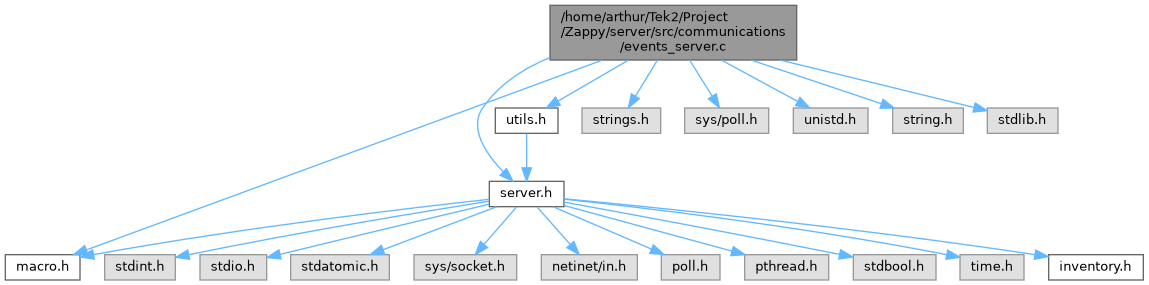 /home/arthur/Tek2/Project
/Zappy/server/src/communications
/events_server.c
utils.h
strings.h
sys/poll.h
unistd.h
string.h
stdlib.h
server.h
macro.h
stdint.h
stdio.h
stdatomic.h
sys/socket.h
netinet/in.h
poll.h
pthread.h
stdbool.h
time.h
inventory.h